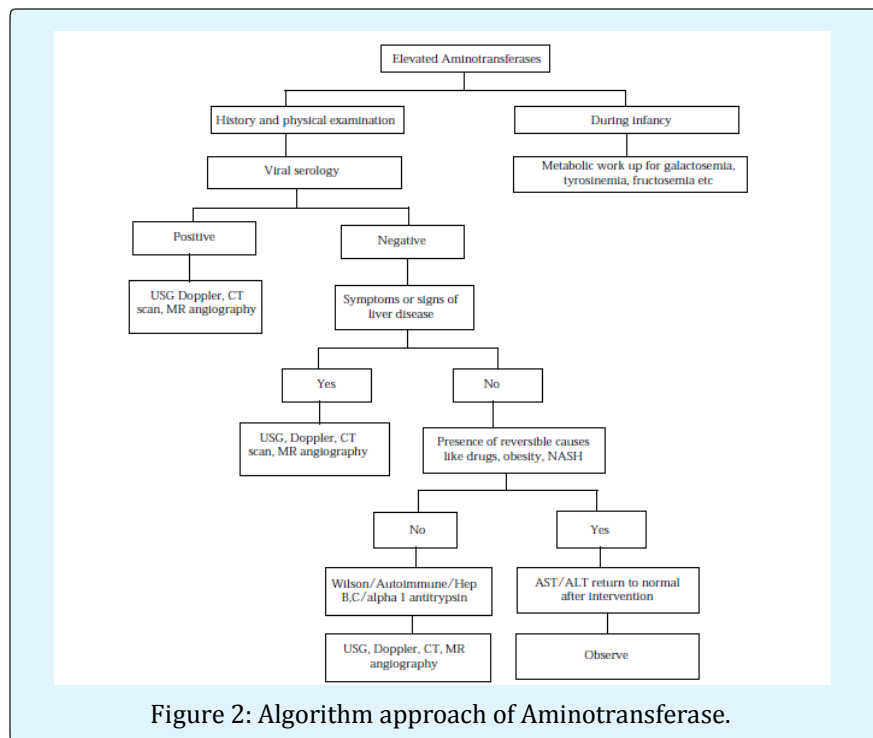 Elevated Aminotransferases
History and physical examination
During infancy
Viral serology
Metabolic work up for galactosemia,
tyrosinemia, fructosemia etc
Positive
Negative
USG Doppler, CT
scan, MR angiography
Symptoms or signs of
liver disease
Yes
No
USG, Doppler, CT
scan, MR angiography
Presence of reversible causes
like drugs, obesity, NASH
No
Yes
Wilson/Autoimmune/Hep
B,C/alpha 1 antitrypsin
AST/ALT return to normal
after intervention
USG, Doppler, CT, MR
angiography
Observe
Figure 2: Algorithm approach of Aminotransferase.